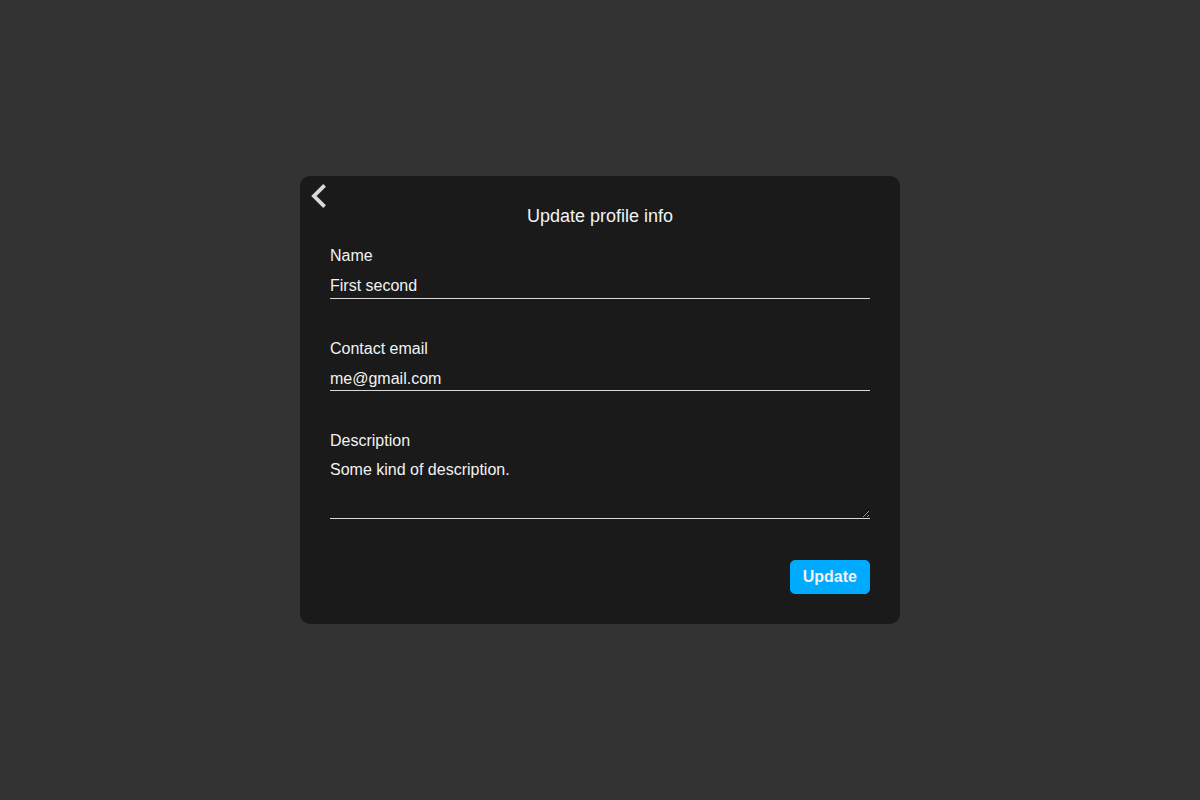 Update profile info
Name
First second
Contact email
me@gmail.com
Description
Some kind of description.
Update